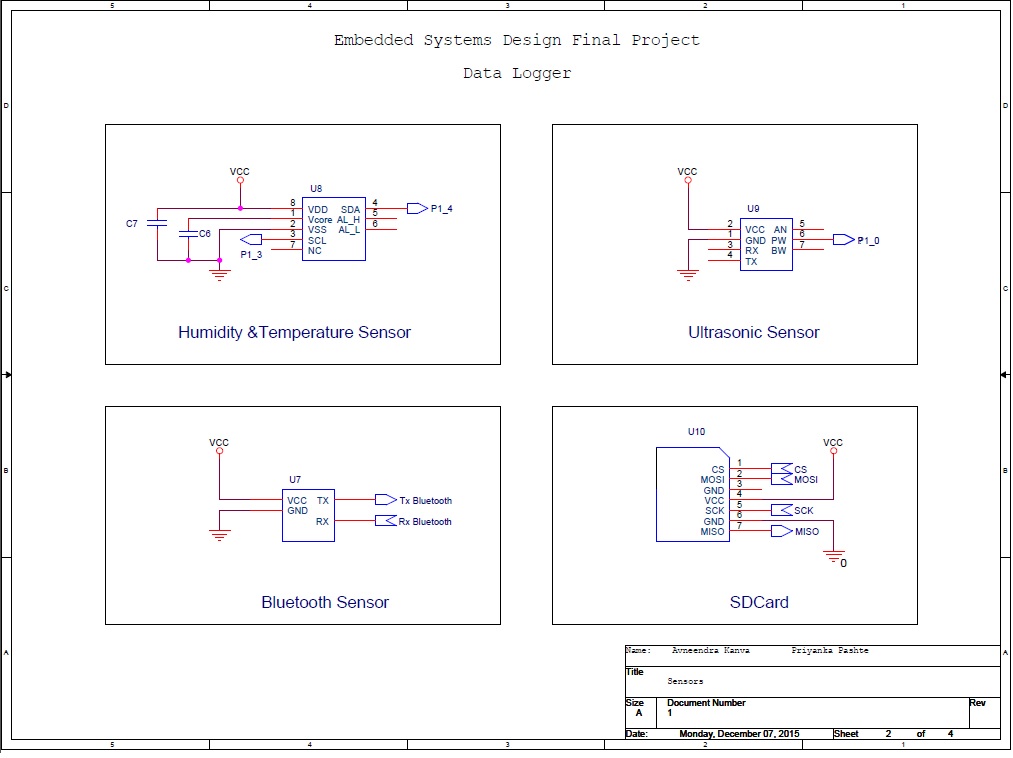 5 4 3 2 1
Embedded Systems Design Final Project
Data Logger
D D
VCC
U8
C7
C6
8 VDD SDA 4 P1_4
1 Vcore AL_H 5
2 VSS AL_L 6
3 SCL
7 NC
P1_3
Humidity &Temperature Sensor
VCC
U9
2 VCC AN 5
1 GND PW 6 P1_0
3 RX BW 7
4 TX
Ultrasonic Sensor
C C
VCC
U7
VCC TX Tx Bluetooth
GND
RX Rx Bluetooth
Bluetooth Sensor
U10
VCC
CS 1 CS
MOSI 2 MOSI
GND 3
VCC 4
SCK 5 SCK
GND 6
MISO 7 MISO
0
SDCard
B B
A A
Name: Avneendra Kanva Priyanka Pashte
Title
Sensors
Size Document Number Rev
A 1
Date: Monday, December 07, 2015 Sheet 2 of 4
5 4 3 2 1